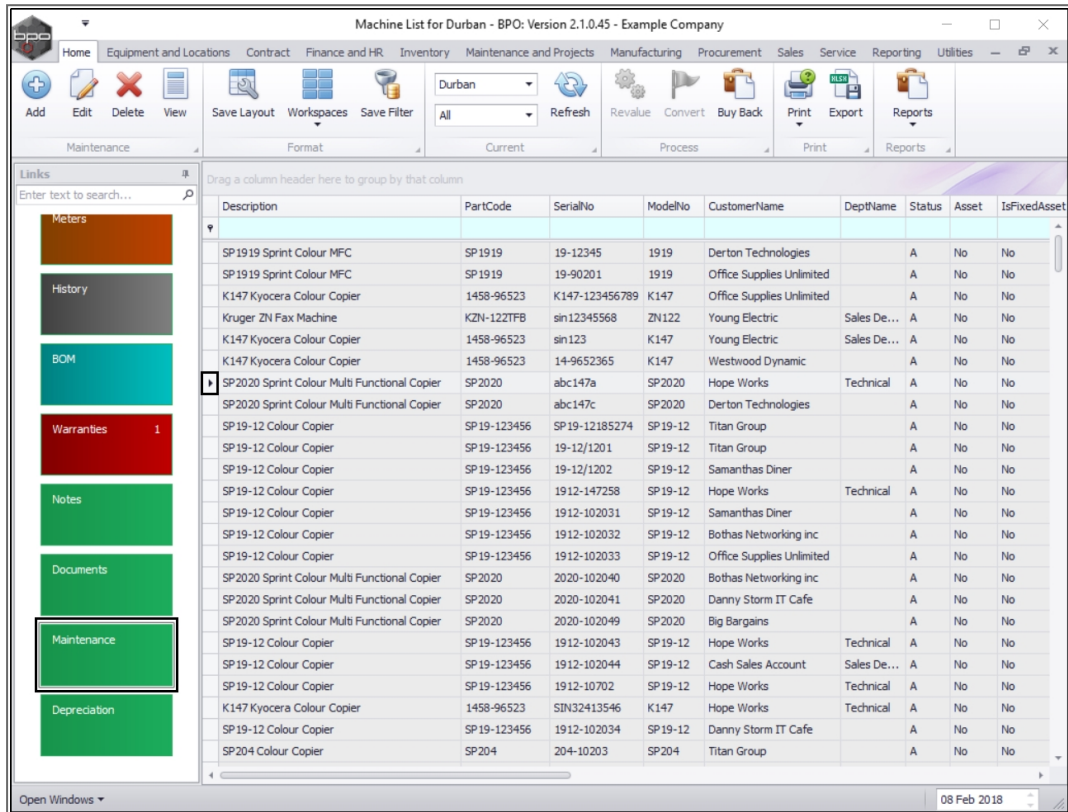 Machine List for Durban - BPO: Version 2.1.0.45 - Example Company
bpo
Home Equipment and Locations Contract Finance and HR Inventory Maintenance and Projects Manufacturing Procurement Sales Service Reporting Utilities
Add Edit Delete View Save Layout Workspaces Save Filter Durban All Refresh Revalue Convert Buy Back Print Export Reports
Maintenance Format Current Process Print Reports
Links
Enter text to search...
Meters
History
BOM
Warranties 1
Notes
Documents
Maintenance
Depreciation
Drag a column header here to group by that column
Description PartCode SerialNo ModelNo CustomerName DeptName Status Asset IsFixedAsset
SP1919 Sprint Colour MFC SP1919 19-12345 1919 Derton Technologies A No No
SP1919 Sprint Colour MFC SP1919 19-90201 1919 Office Supplies Unlimited A No No
K147 Kyocera Colour Copier 1458-96523 K147-123456789 K147 Office Supplies Unlimited A No No
Kruger ZN Fax Machine KZN-122TFB sin12345568 ZN122 Young Electric Sales De... A No No
K147 Kyocera Colour Copier 1458-96523 sin123 K147 Young Electric Sales De... A No No
K147 Kyocera Colour Copier 1458-96523 14-9652365 K147 Westwood Dynamic A No No
SP2020 Sprint Colour Multi Functional Copier SP2020 abc147a SP2020 Hope Works Technical A No No
SP2020 Sprint Colour Multi Functional Copier SP2020 abc147c SP2020 Derton Technologies A No No
SP19-12 Colour Copier SP19-123456 SP19-12185274 SP19-12 Titan Group A No No
SP19-12 Colour Copier SP19-123456 19-12/1201 SP19-12 Titan Group A No No
SP19-12 Colour Copier SP19-123456 19-12/1202 SP19-12 Samanthas Diner A No No
SP19-12 Colour Copier SP19-123456 1912-147258 SP19-12 Hope Works Technical A No No
SP19-12 Colour Copier SP19-123456 1912-102031 SP19-12 Samanthas Diner A No No
SP19-12 Colour Copier SP19-123456 1912-102032 SP19-12 Bothas Networking inc A No No
SP19-12 Colour Copier SP19-123456 1912-102033 SP19-12 Office Supplies Unlimited A No No
SP2020 Sprint Colour Multi Functional Copier SP2020 2020-102040 SP2020 Bothas Networking inc A No No
SP2020 Sprint Colour Multi Functional Copier SP2020 2020-102041 SP2020 Danny Storm IT Cafe A No No
SP2020 Sprint Colour Multi Functional Copier SP2020 2020-102049 SP2020 Big Bargains A No No
SP19-12 Colour Copier SP19-123456 1912-102043 SP19-12 Hope Works Technical A No No
SP19-12 Colour Copier SP19-123456 1912-102044 SP19-12 Cash Sales Account Sales De... A No No
SP19-12 Colour Copier SP19-123456 1912-10702 SP19-12 Hope Works Technical A No No
K147 Kyocera Colour Copier 1458-96523 SIN32413546 K147 Hope Works Technical A No No
SP19-12 Colour Copier SP19-123456 1912-102034 SP19-12 Danny Storm IT Cafe A No No
SP204 Colour Copier SP204 204-10203 SP204 Titan Group A No No
Open Windows 08 Feb 2018